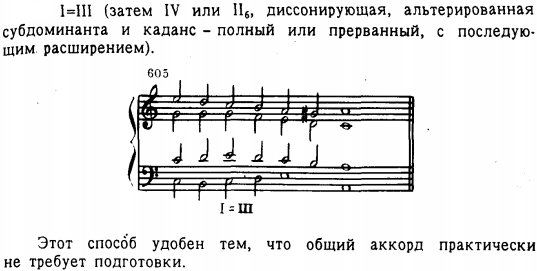 I=III (затем IV или II₆, диссонирующая, альтерированная
субдоминанта и каданс – полный или прерванный, с последую-
щим расширением).
605
I = III
Этот способ удобен тем, что общий аккорд практически
не требует подготовки.